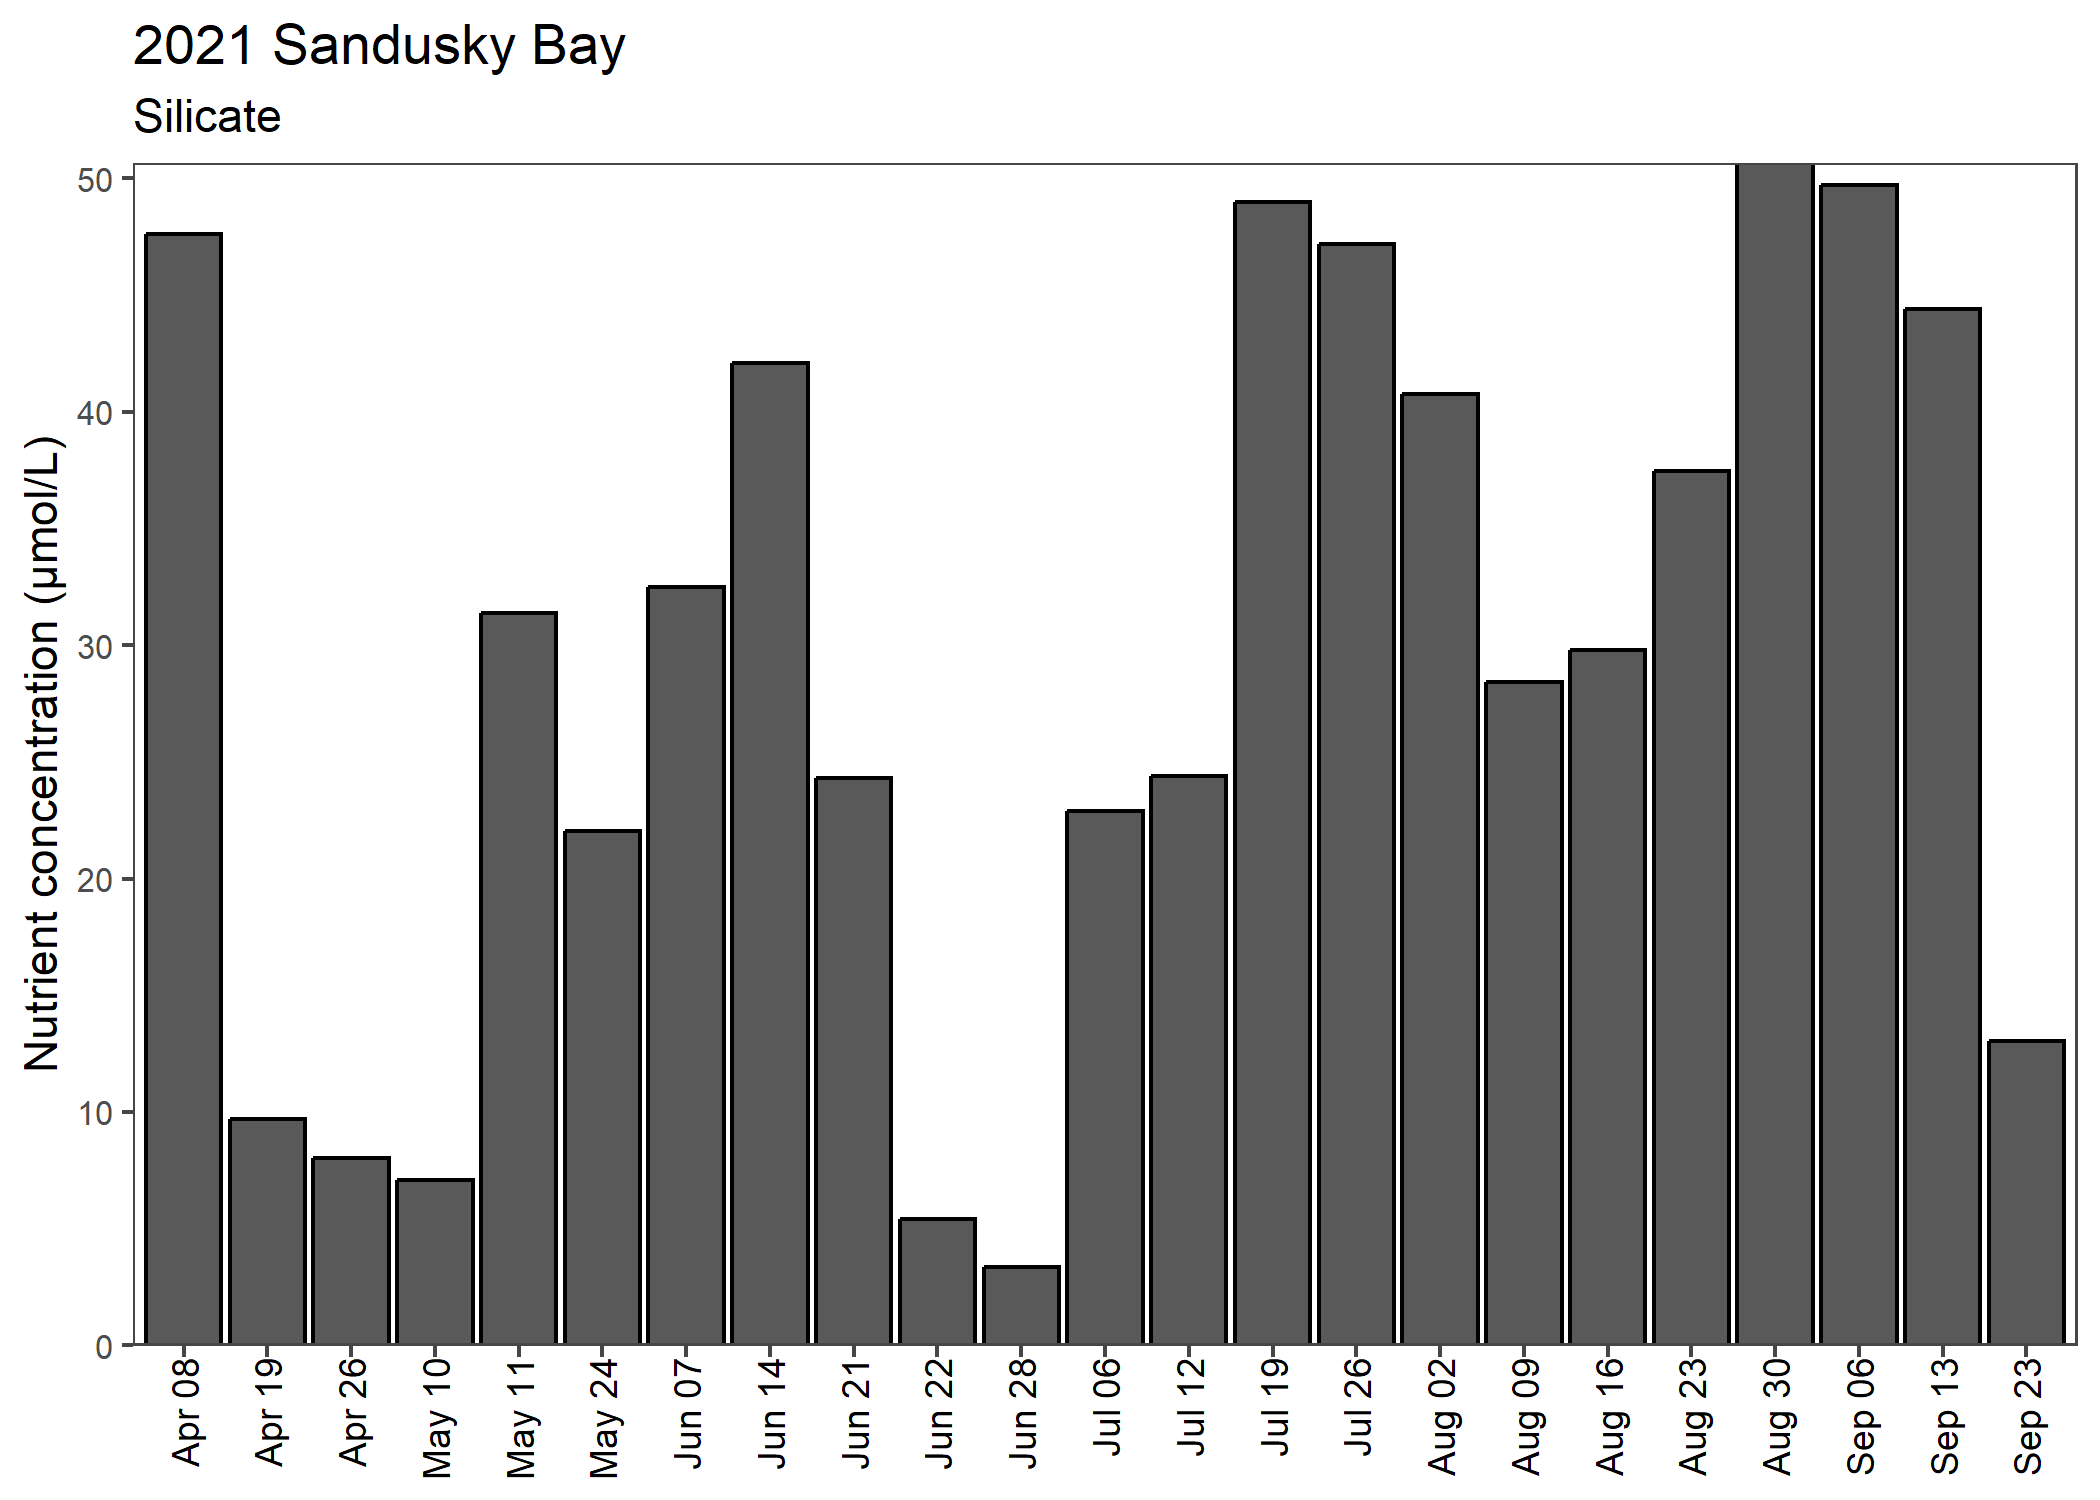 2021 Sandusky Bay
Silicate
Nutrient concentration (µmol/L)
50
40
30
20
10
0
Apr 08
Apr 19
Apr 26
May 10
May 11
May 24
Jun 07
Jun 14
Jun 21
Jun 22
Jun 28
Jul 06
Jul 12
Jul 19
Jul 26
Aug 02
Aug 09
Aug 16
Aug 23
Aug 30
Sep 06
Sep 13
Sep 23